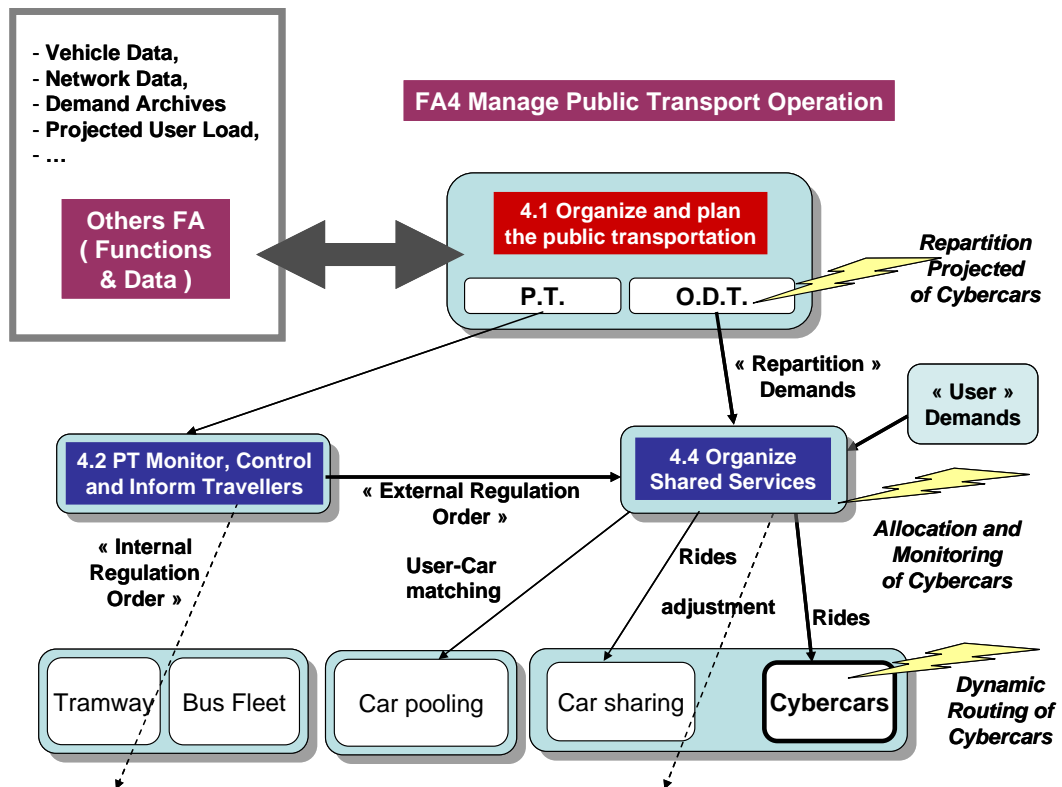 - Vehicle Data,
- Network Data,
- Demand Archives
- Projected User Load,
- …
Others FA
( Functions
& Data )
FA4 Manage Public Transport Operation
4.1 Organize and plan
the public transportation
P.T.
O.D.T.
Repartition
Projected
of Cybercars
« Repartition »
Demands
« User »
Demands
4.2 PT Monitor, Control
and Inform Travellers
« External Regulation
Order »
4.4 Organize
Shared Services
Allocation and
Monitoring
of Cybercars
« Internal
Regulation
Order »
User-Car
matching
Rides
adjustment
Rides
Tramway
Bus Fleet
Car pooling
Car sharing
Cybercars
Dynamic
Routing of
Cybercars